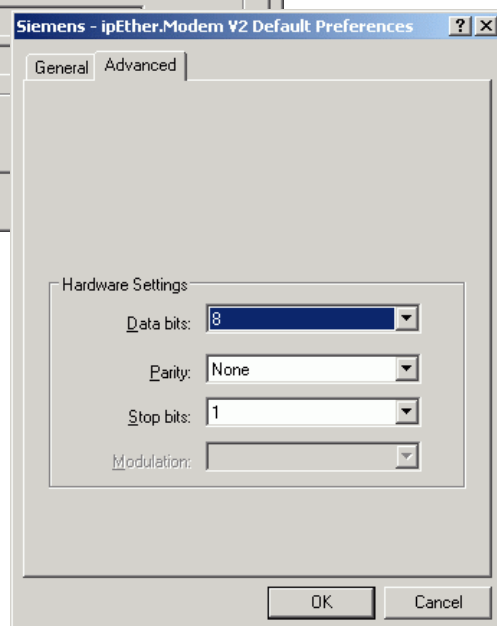 Siemens - ipEther.Modem V2 Default Preferences
General Advanced
Hardware Settings
Data bits: 8
Parity: None
Stop bits: 1
Modulation:
OK Cancel